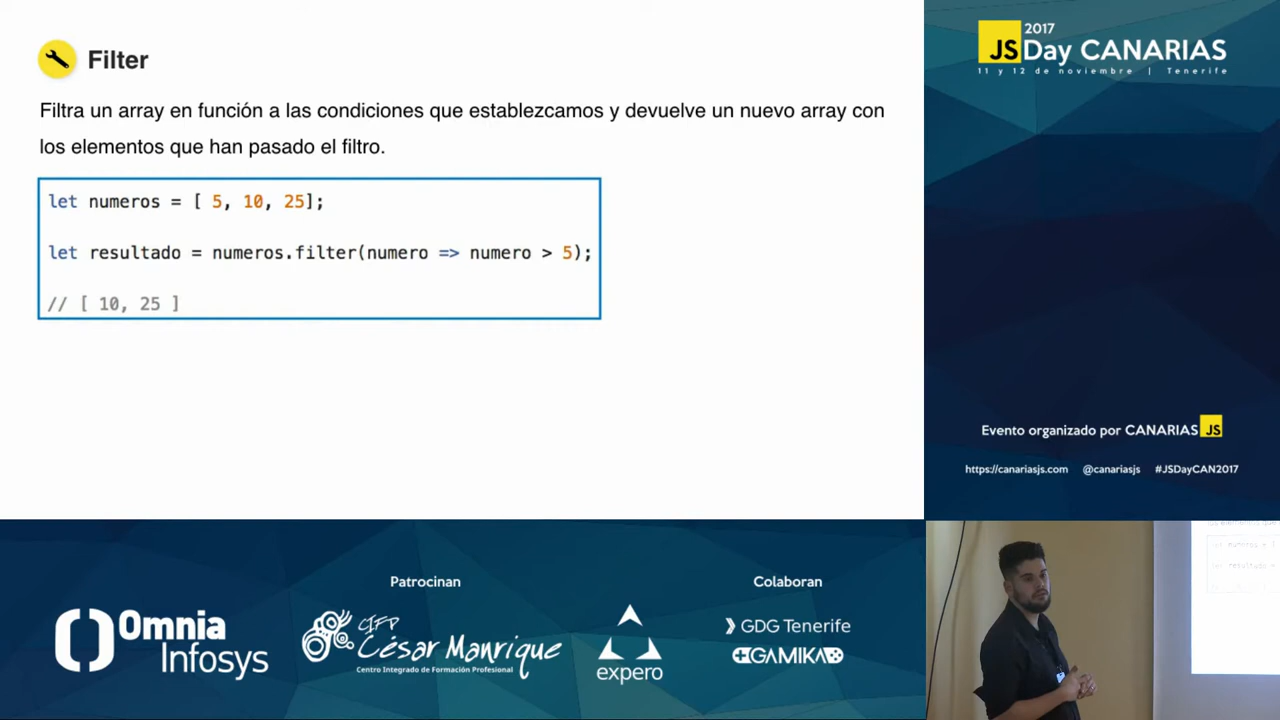 Filter
Filtra un array en función a las condiciones que establezcamos y devuelve un nuevo array con
los elementos que han pasado el filtro.
let numeros = [ 5, 10, 25];
let resultado = numeros.filter(numero => numero > 5);
// [ 10, 25 ]
2017
JSDay CANARIAS
11 y 12 de noviembre | Tenerife
Evento organizado por CANARIAS JS
https://canariasjs.com @canariasjs #JSDayCAN2017
Patrocinan
Omnia
Infosys
CIFP
César Manrique
Centro Integrado de Formación Profesional
expero
Colaboran
GDG Tenerife
GAMIKA